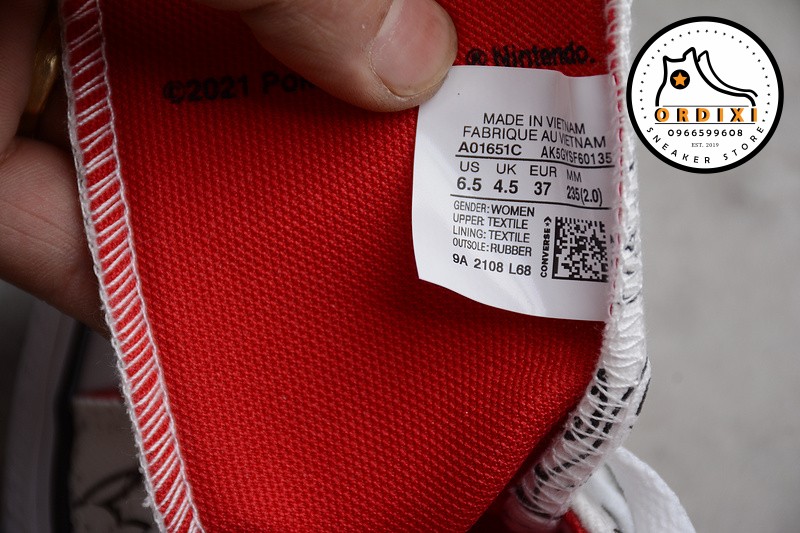 © Nintendo.
©2021
MADE IN VIETNAM
FABRIQUE AU VIETNAM
A01651C AK5GYSF60135
US UK EUR MM
6.5 4.5 37 235(2.0)
GENDER: WOMEN
UPPER: TEXTILE
LINING: TEXTILE
OUTSOLE: RUBBER
9A 2108 L68
CONVERSE
ORDIXI
0966599608
EST. 2019
SNEAKER STORE